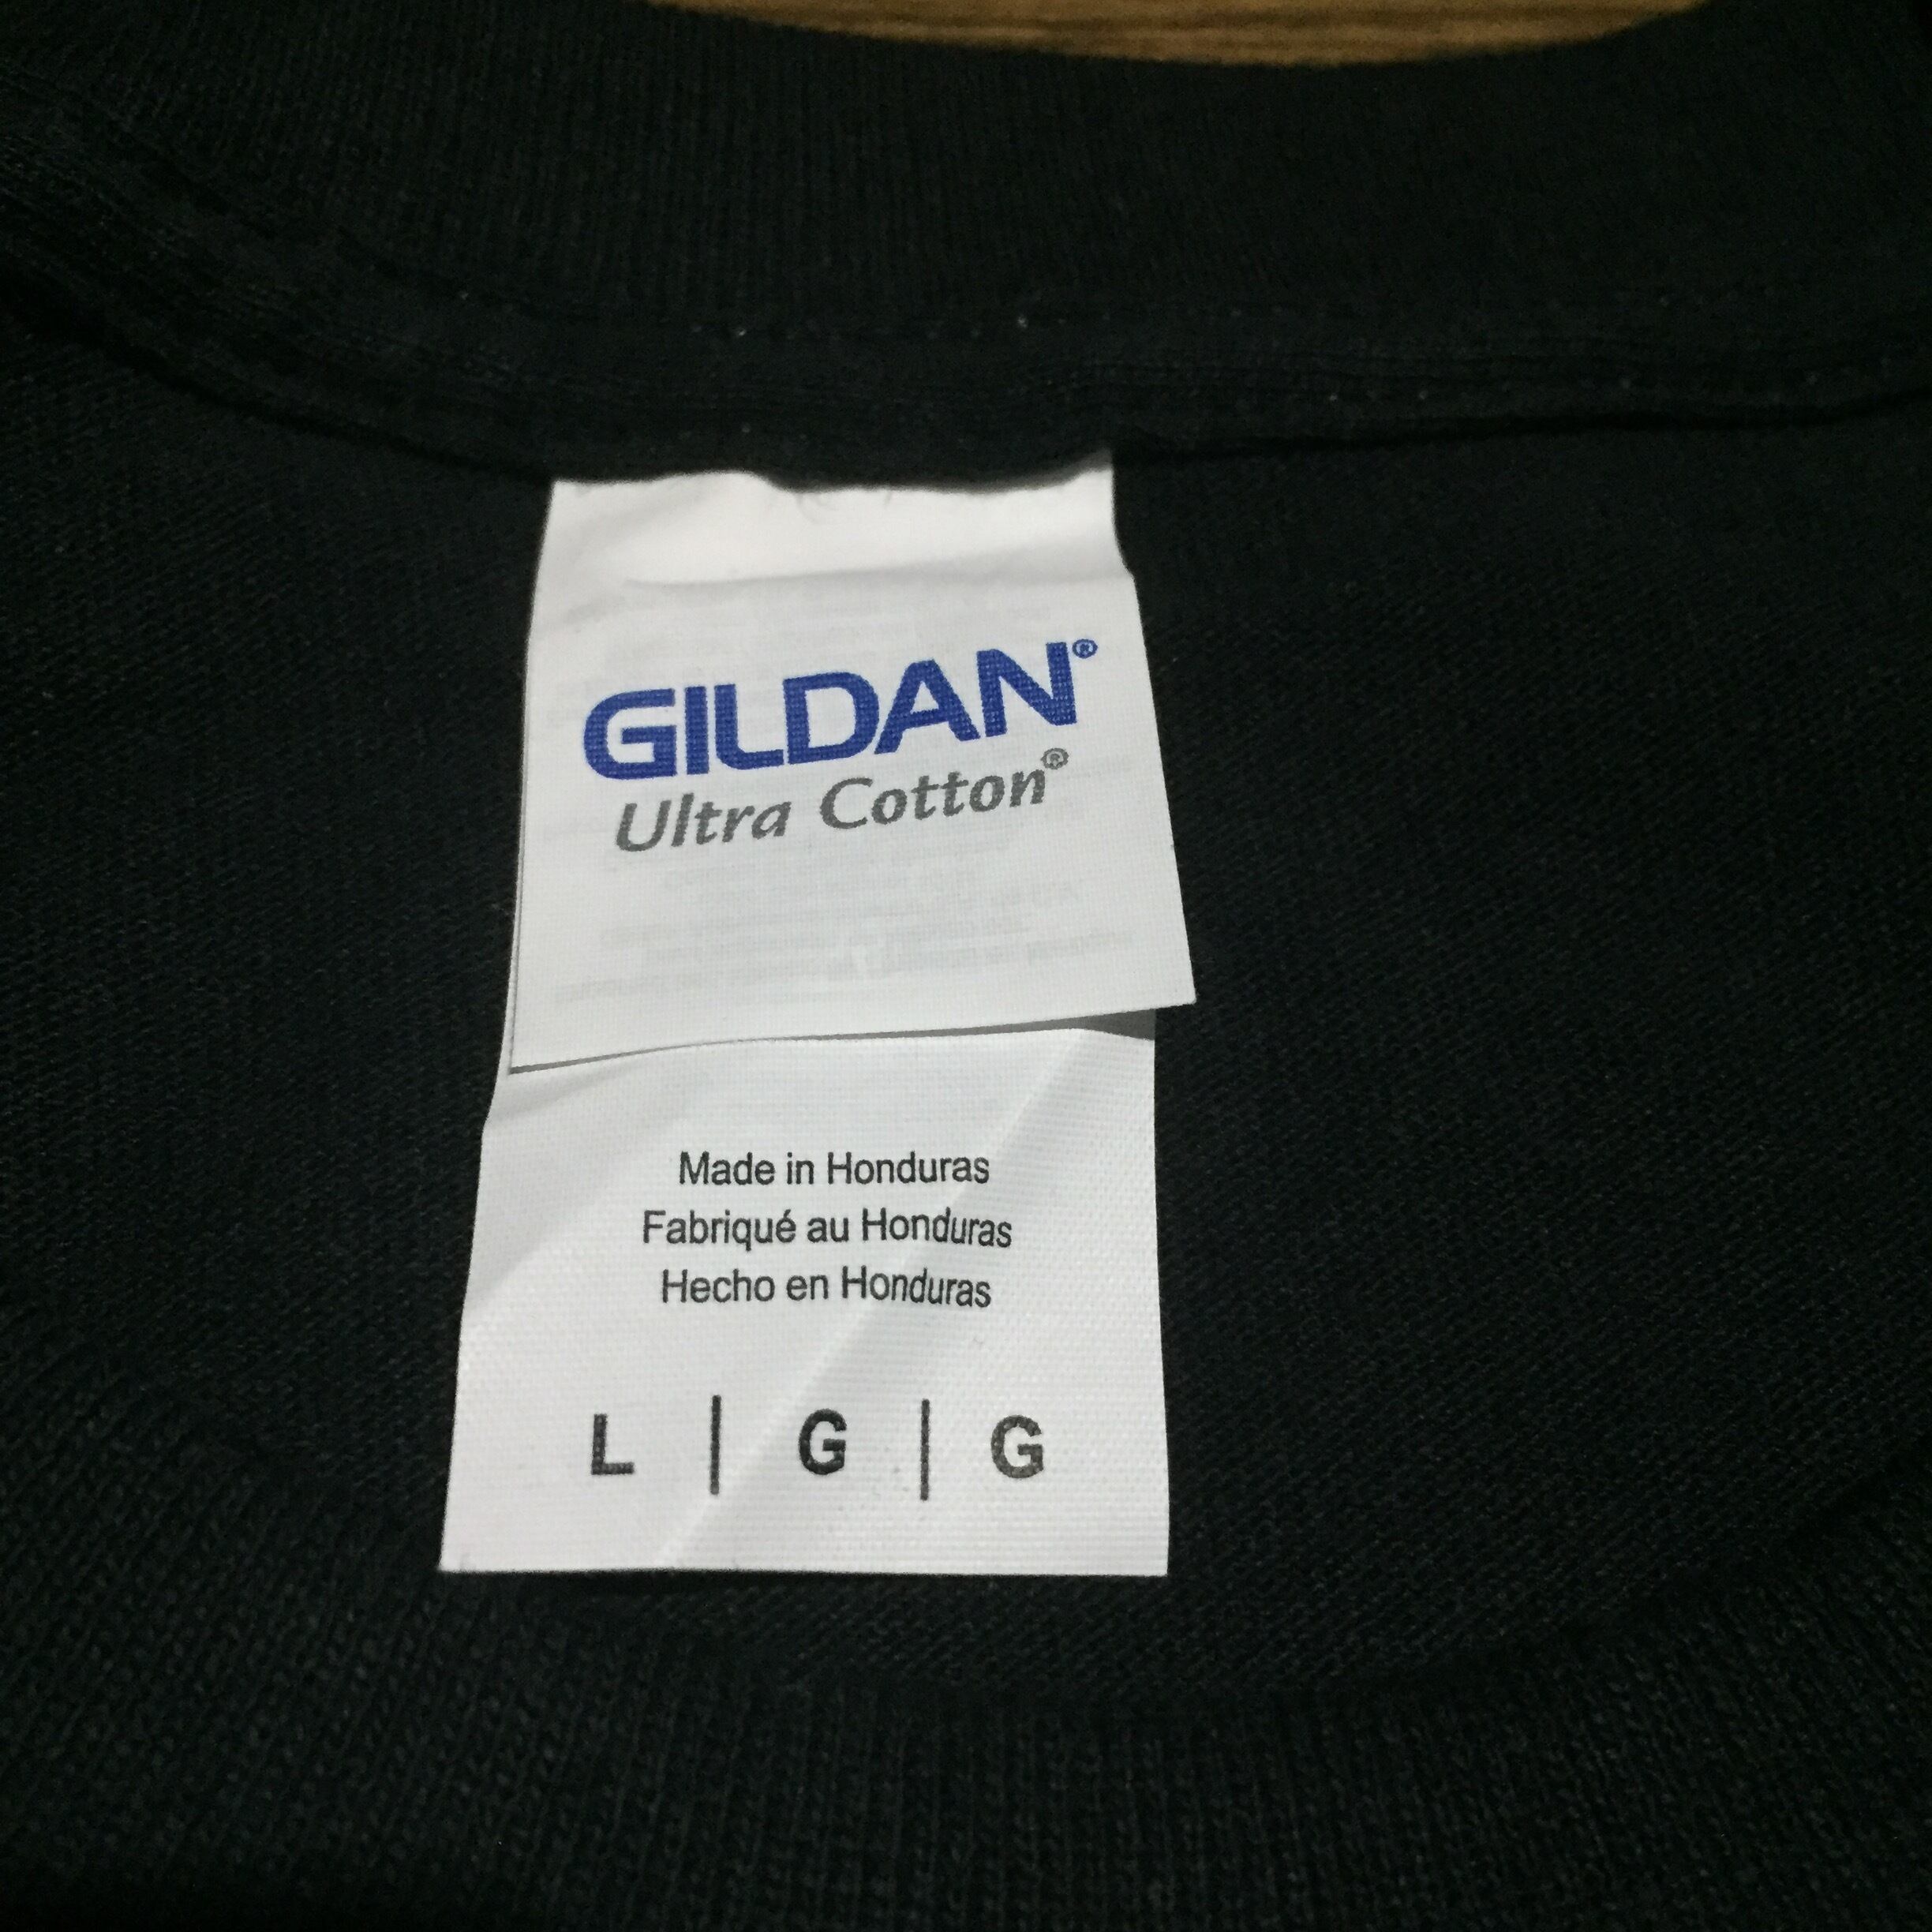 GILDAN®
Ultra Cotton®
Made in Honduras
Fabriqué au Honduras
Hecho en Honduras
L | G | G